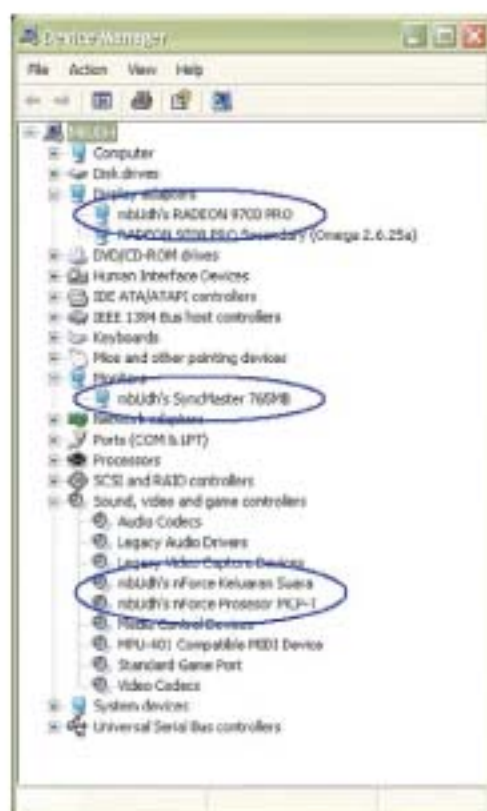 Device Manager
File Action View Help
Computer
Disk drives
Display adapters
mbUdh's RADEON 9700 PRO
RADEON 9700 PRO Secondary (Omega 2.6.25a)
DVD/CD-ROM drives
Human Interface Devices
IDE ATA/ATAPI controllers
IEEE 1394 Bus host controllers
Keyboards
Mice and other pointing devices
Monitors
mbUdh's SyncMaster 765MB
Network adapters
Ports (COM & LPT)
Processors
SCSI and RAID controllers
Sound, video and game controllers
Audio Codecs
Legacy Audio Drivers
Legacy Video Capture Devices
mbUdh's nForce Keluaran Suara
mbUdh's nForce Prosesor MCP-T
Media Control Devices
MPU-401 Compatible MIDI Device
Standard Game Port
Video Codecs
System devices
Universal Serial Bus controllers